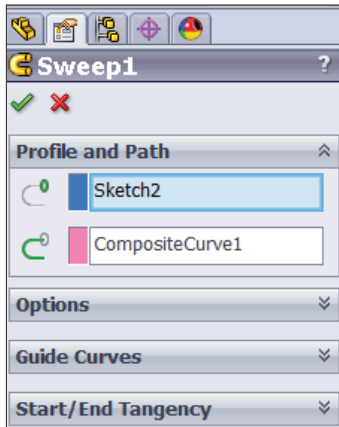 Sweep1 ?
Profile and Path
Sketch2
CompositeCurve1
Options
Guide Curves
Start/End Tangency